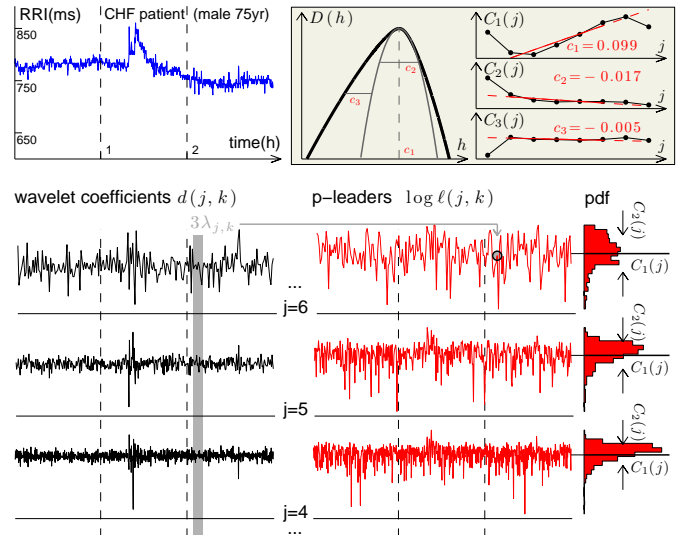 RRI(ms) CHF patient (male 75yr)
850
750
650
time(h)
1 2
D(h)
c₂
c₃
c₁
h
C₁(j)
c₁ = 0.099
j
C₂(j)
c₂ = − 0.017
j
C₃(j)
c₃ = − 0.005
j
wavelet coefficients d(j, k)
p−leaders log ℓ(j, k)
pdf
3λj,k
...
j=6
j=5
j=4
...
C₂(j)
C₁(j)
C₂(j)
C₁(j)
C₂(j)
C₁(j)